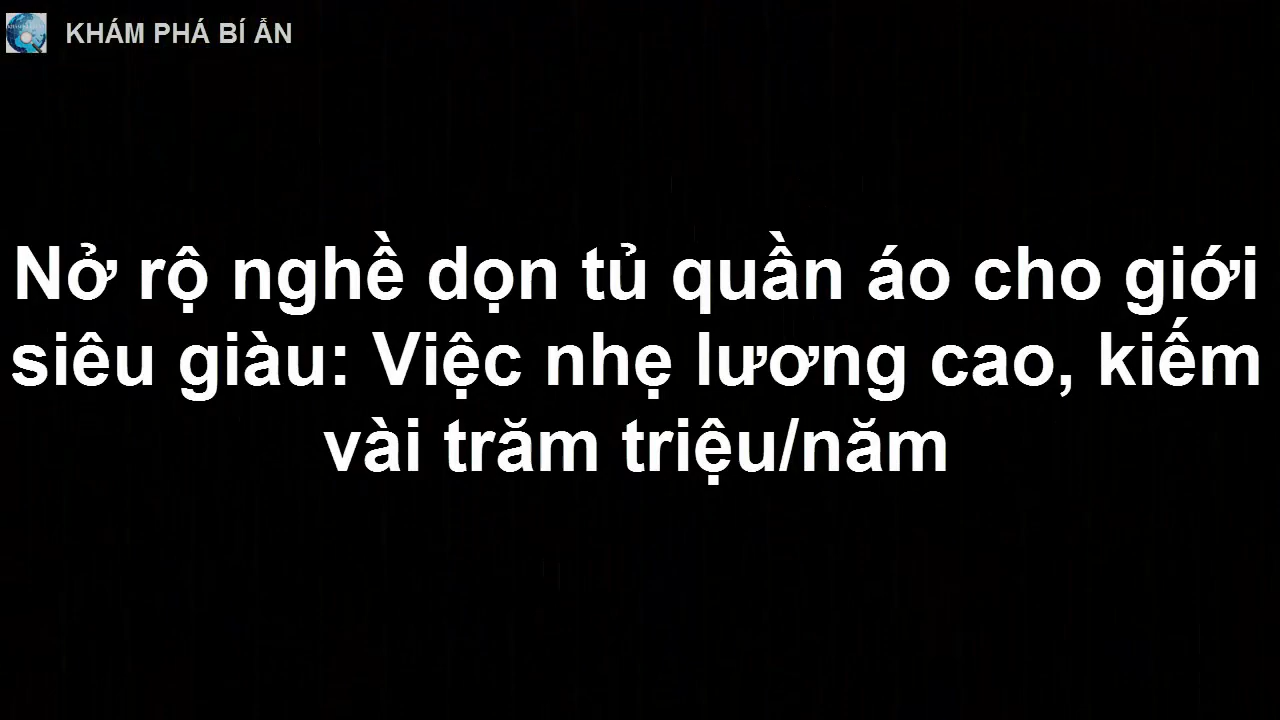 KHÁM PHÁ BÍ ẨN
Nở rộ nghề dọn tủ quần áo cho giới
siêu giàu: Việc nhẹ lương cao, kiếm
vài trăm triệu/năm